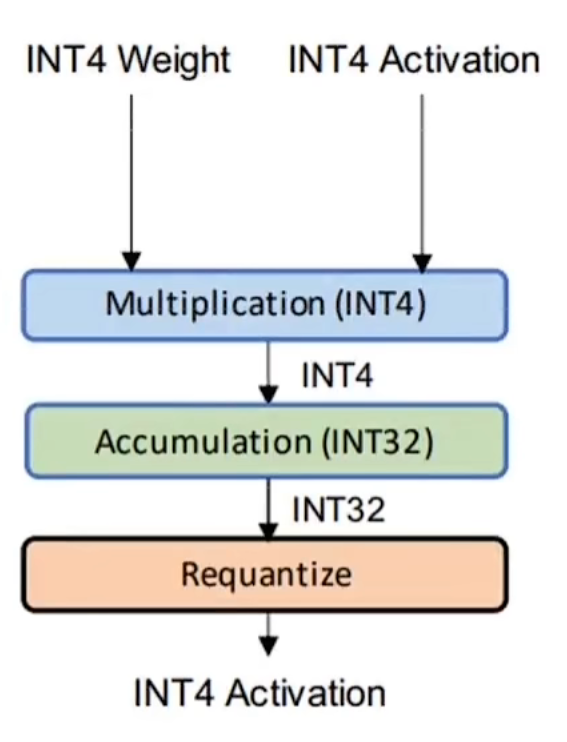 INT4 Weight INT4 Activation
Multiplication (INT4)
INT4
Accumulation (INT32)
INT32
Requantize
INT4 Activation